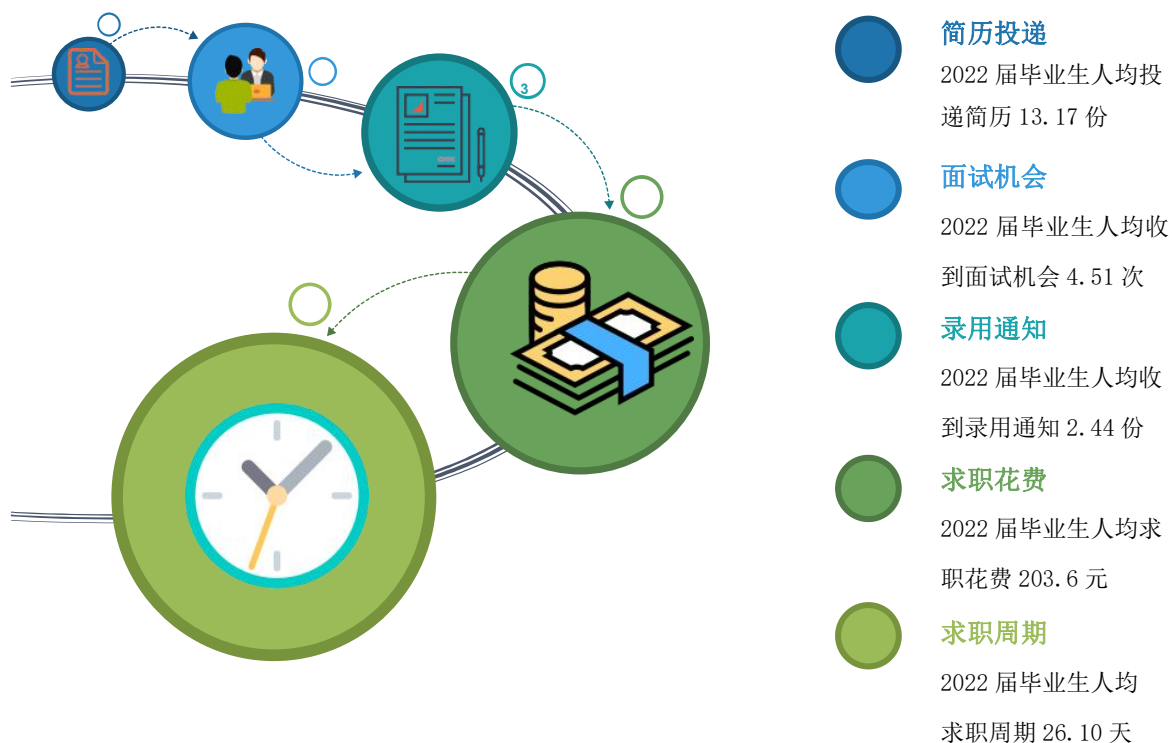 3
简历投递
2022 届毕业生人均投
递简历 13.17 份
面试机会
2022 届毕业生人均收
到面试机会 4.51 次
录用通知
2022 届毕业生人均收
到录用通知 2.44 份
求职花费
2022 届毕业生人均求
职花费 203.6 元
求职周期
2022 届毕业生人均
求职周期 26.10 天